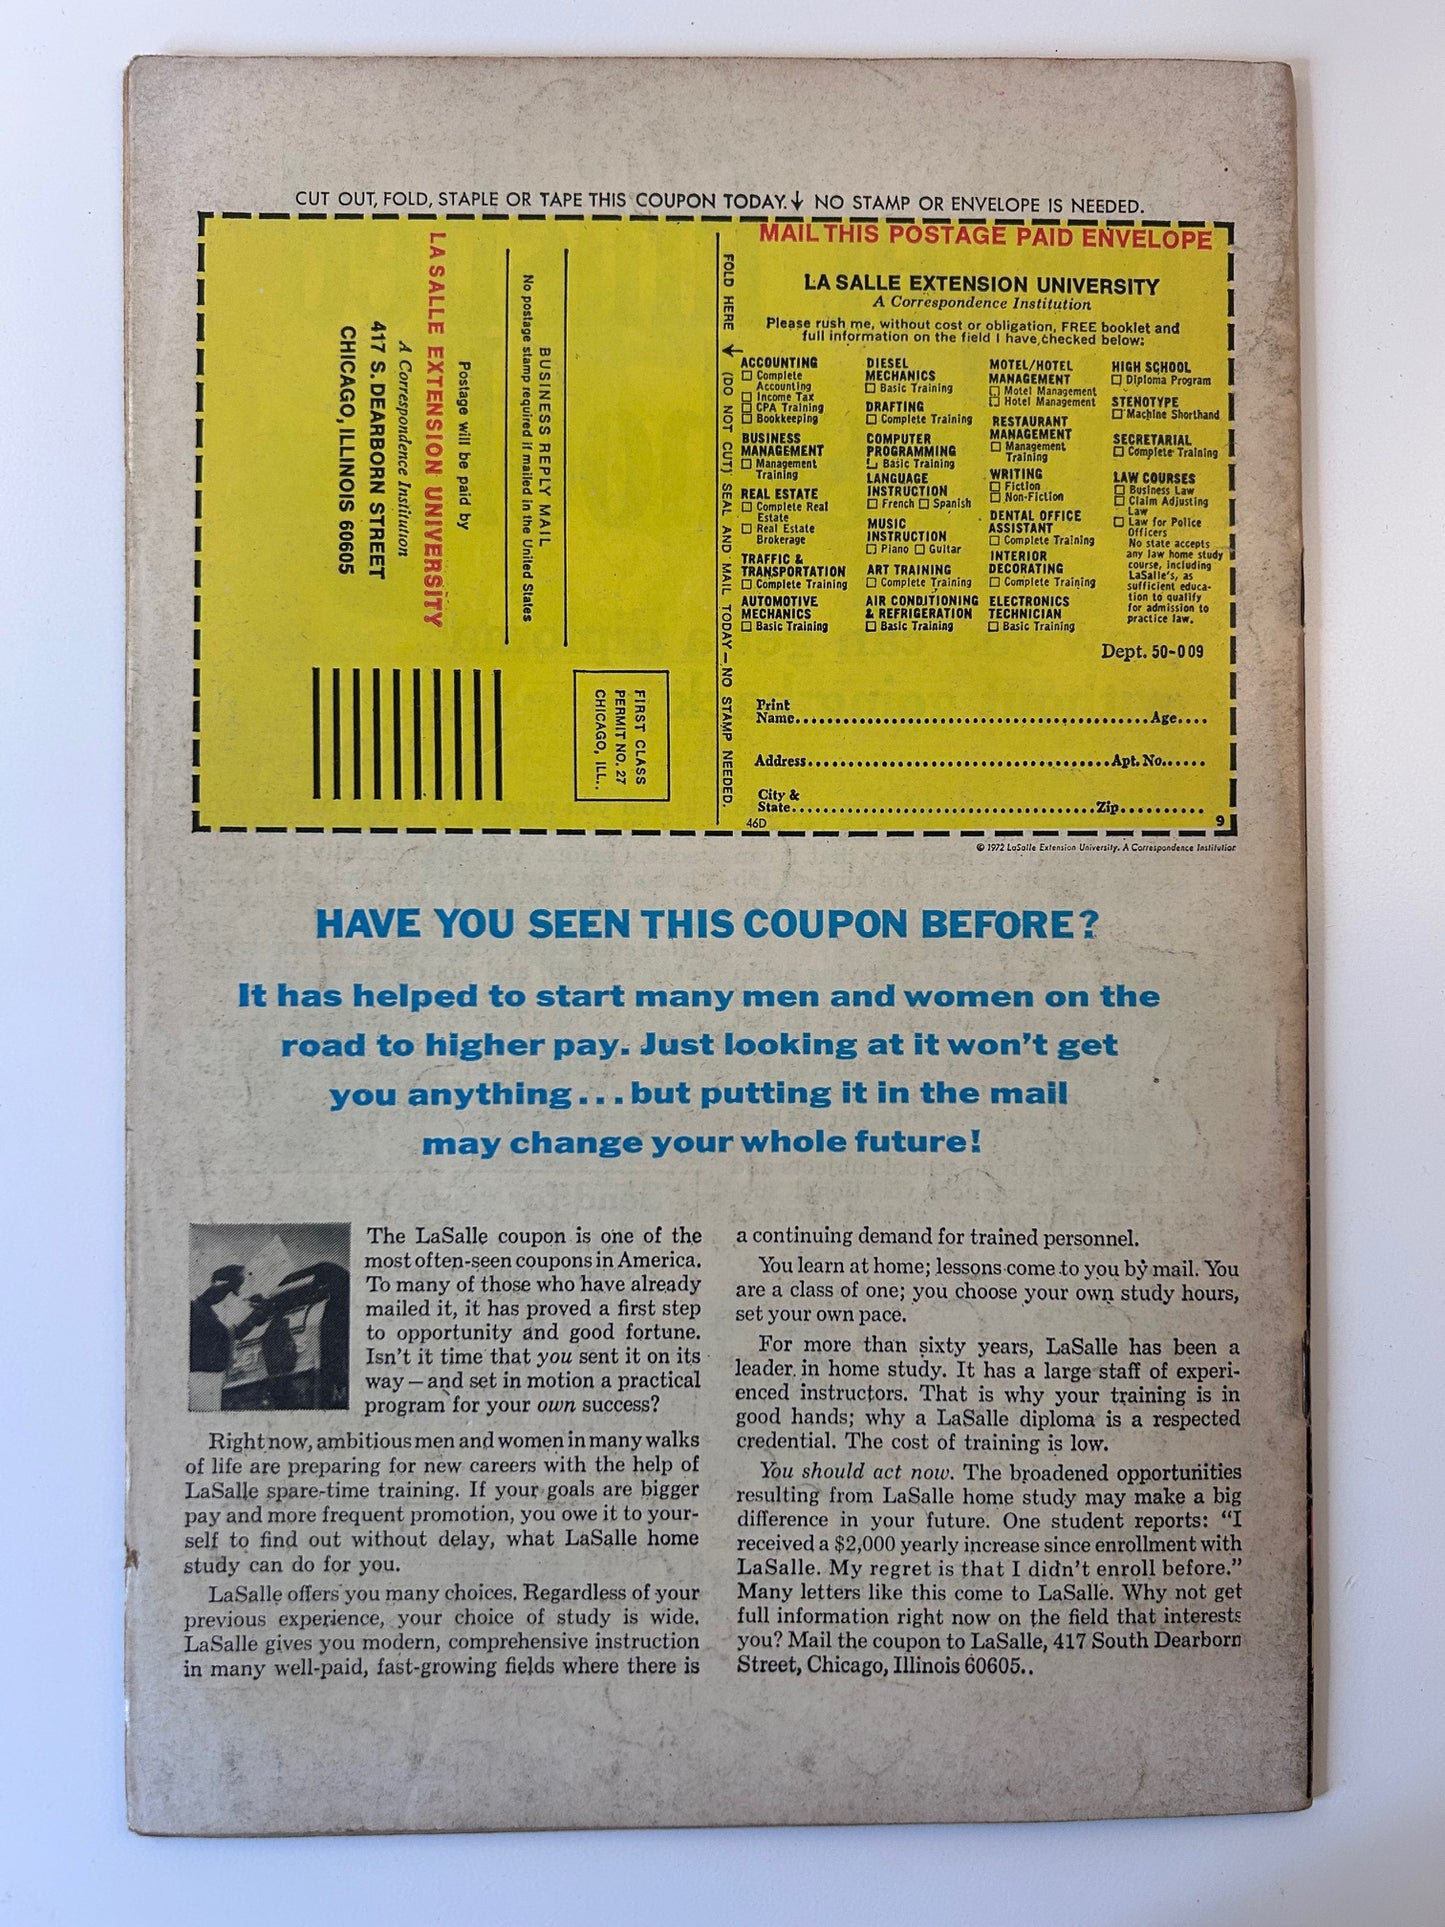 CUT OUT, FOLD, STAPLE OR TAPE THIS COUPON TODAY. NO STAMP OR ENVELOPE IS NEEDED.
LA SALLE EXTENSION UNIVERSITY
A Correspondence Institution
417 S. DEARBORN STREET
CHICAGO, ILLINOIS 60605
Postage will be paid by
BUSINESS REPLY MAIL
No postage stamp required if mailed in the United States
FIRST CLASS
PERMIT NO. 27
CHICAGO, ILL..
FOLD HERE (DO NOT CUT) SEAL AND MAIL TODAY—NO STAMP NEEDED.
MAIL THIS POSTAGE PAID ENVELOPE
LA SALLE EXTENSION UNIVERSITY
A Correspondence Institution
Please rush me, without cost or obligation, FREE booklet and
full information on the field I have checked below:
ACCOUNTING
☐ Complete
Accounting
☐ Income Tax
☐ CPA Training
☐ Bookkeeping
BUSINESS
MANAGEMENT
☐ Management
Training
REAL ESTATE
☐ Complete Real
Estate
☐ Real Estate
Brokerage
TRAFFIC &
TRANSPORTATION
☐ Complete Training
AUTOMOTIVE
MECHANICS
☐ Basic Training
DIESEL
MECHANICS
☐ Basic Training
DRAFTING
☐ Complete Training
COMPUTER
PROGRAMMING
☐ Basic Training
LANGUAGE
INSTRUCTION
☐ French ☐ Spanish
MUSIC
INSTRUCTION
☐ Piano ☐ Guitar
ART TRAINING
☐ Complete Training
AIR CONDITIONING
& REFRIGERATION
☐ Basic Training
MOTEL/HOTEL
MANAGEMENT
☐ Motel Management
☐ Hotel Management
RESTAURANT
MANAGEMENT
☐ Management
Training
WRITING
☐ Fiction
☐ Non-Fiction
DENTAL OFFICE
ASSISTANT
☐ Complete Training
INTERIOR
DECORATING
☐ Complete Training
ELECTRONICS
TECHNICIAN
☐ Basic Training
HIGH SCHOOL
☐ Diploma Program
STENOTYPE
☐ Machine Shorthand
SECRETARIAL
☐ Complete Training
LAW COURSES
☐ Business Law
☐ Claim Adjusting
Law
☐ Law for Police
Officers
No state accepts
any law home study
course, including
LaSalle's, as
sufficient educa-
tion to qualify
for admission to
practice law.
Dept. 50-009
Print
Name........Age....
Address........Apt. No......
City &
State........Zip..........
46D
9
© 1972 LaSalle Extension University. A Correspondence Institution
HAVE YOU SEEN THIS COUPON BEFORE?
It has helped to start many men and women on the
road to higher pay. Just looking at it won't get
you anything...but putting it in the mail
may change your whole future!
The LaSalle coupon is one of the
most often-seen coupons in America.
To many of those who have already
mailed it, it has proved a first step
to opportunity and good fortune.
Isn't it time that you sent it on its
way—and set in motion a practical
program for your own success?
Right now, ambitious men and women in many walks
of life are preparing for new careers with the help of
LaSalle spare-time training. If your goals are bigger
pay and more frequent promotion, you owe it to your-
self to find out without delay, what LaSalle home
study can do for you.
LaSalle offers you many choices. Regardless of your
previous experience, your choice of study is wide.
LaSalle gives you modern, comprehensive instruction
in many well-paid, fast-growing fields where there is
a continuing demand for trained personnel.
You learn at home; lessons come to you by mail. You
are a class of one; you choose your own study hours,
set your own pace.
For more than sixty years, LaSalle has been a
leader in home study. It has a large staff of experi-
enced instructors. That is why your training is in
good hands; why a LaSalle diploma is a respected
credential. The cost of training is low.
You should act now. The broadened opportunities
resulting from LaSalle home study may make a big
difference in your future. One student reports: "I
received a $2,000 yearly increase since enrollment with
LaSalle. My regret is that I didn't enroll before."
Many letters like this come to LaSalle. Why not get
full information right now on the field that interests
you? Mail the coupon to LaSalle, 417 South Dearborn
Street, Chicago, Illinois 60605..